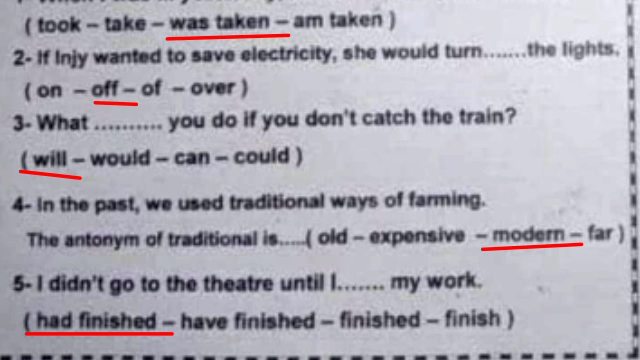 ( took – take – was taken – am taken )
2- If Injy wanted to save electricity, she would turn.......the lights.
( on – off – of – over )
3- What .......... you do if you don't catch the train?
( will – would – can – could )
4- In the past, we used traditional ways of farming.
The antonym of traditional is.....( old – expensive – modern – far )
5- I didn't go to the theatre until I....... my work.
( had finished – have finished – finished – finish )